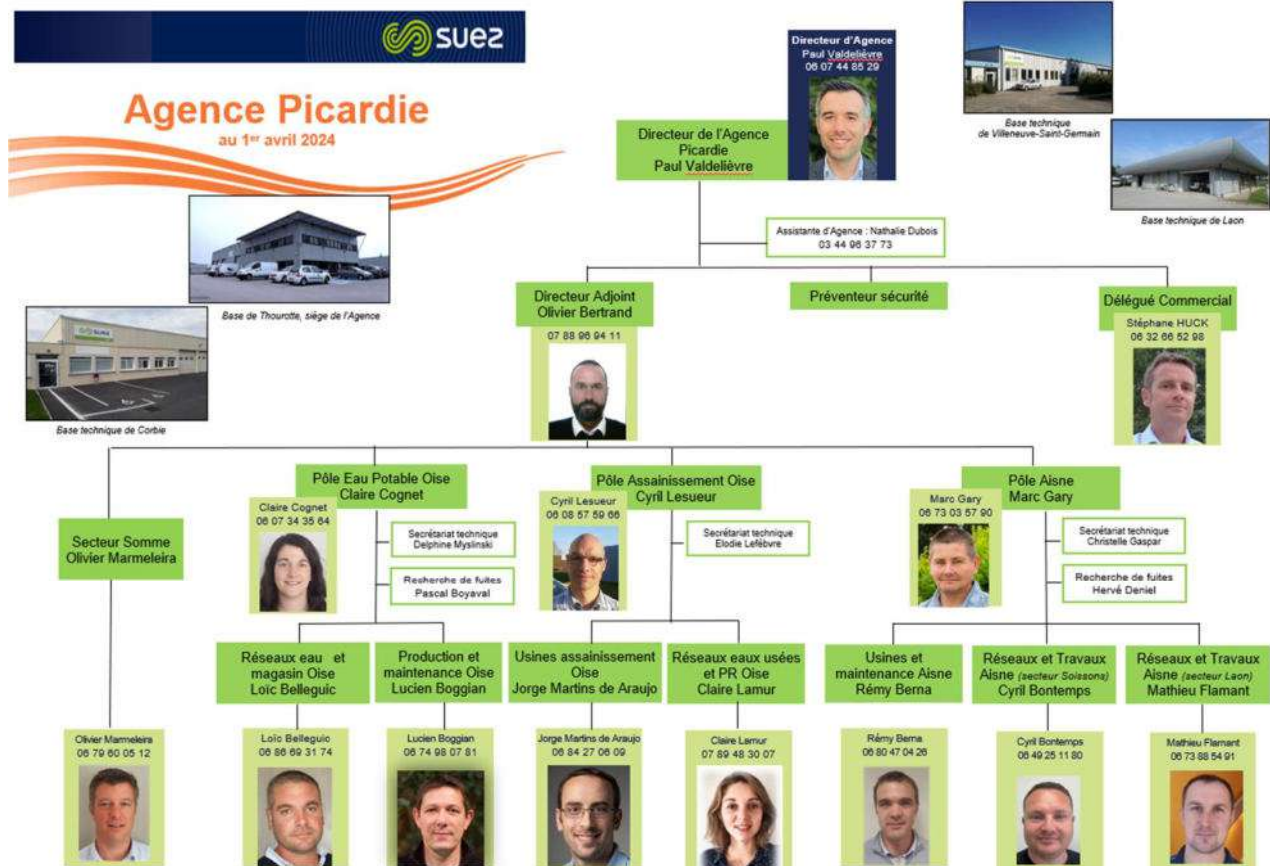 suez
Agence Picardie
au 1er avril 2024
Directeur d'Agence
Paul Valdelièvre
06 07 44 85 29
Directeur de l'Agence
Picardie
Paul Valdelièvre
Base technique
de Villeneuve-Saint-Germain
Base technique de Laon
Assistante d'Agence : Nathalie Dubois
03 44 96 37 73
Base de Thourotte, siège de l'Agence
Base technique de Corbie
Directeur Adjoint
Olivier Bertrand
07 88 96 94 11
Préventeur sécurité
Délégué Commercial
Stéphane HUCK
06 32 66 52 98
Secteur Somme
Olivier Marmeleira
Pôle Eau Potable Oise
Claire Cognet
Claire Cognet
06 07 34 35 64
Secrétariat technique
Delphine Myslinski
Recherche de fuites
Pascal Boyaval
Pôle Assainissement Oise
Cyril Lesueur
Cyril Lesueur
06 08 57 59 66
Secrétariat technique
Elodie Lefébvre
Pôle Aisne
Marc Gary
Marc Gary
06 73 03 57 90
Secrétariat technique
Christelle Gaspar
Recherche de fuites
Hervé Deniel
Réseaux eau et
magasin Oise
Loïc Belleguic
Production et
maintenance Oise
Lucien Boggian
Usines assainissement
Oise
Jorge Martins de Araujo
Réseaux eaux usées
et PR Oise
Claire Lamur
Usines et
maintenance Aisne
Rémy Berna
Réseaux et Travaux
Aisne (secteur Soissons)
Cyril Bontemps
Réseaux et Travaux
Aisne (secteur Laon)
Mathieu Flamant
Olivier Marmeleira
06 79 60 05 12
Loïc Belleguic
06 86 69 31 74
Lucien Boggian
06 74 98 07 81
Jorge Martins de Araujo
06 84 27 06 09
Claire Lamur
07 89 48 30 07
Rémy Berna
06 80 47 04 26
Cyril Bontemps
06 49 25 11 80
Mathieu Flamant
06 73 88 54 91